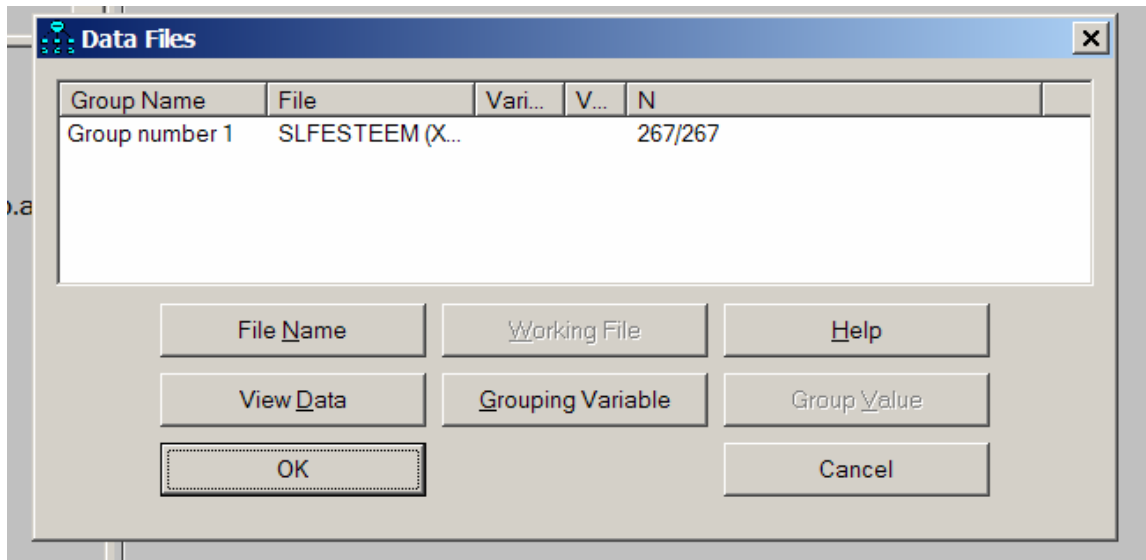 Data Files
Group Name File Vari... V... N
Group number 1 SLFESTEEM (X... 267/267
o.a
File Name Working File Help
View Data Grouping Variable Group Value
OK Cancel